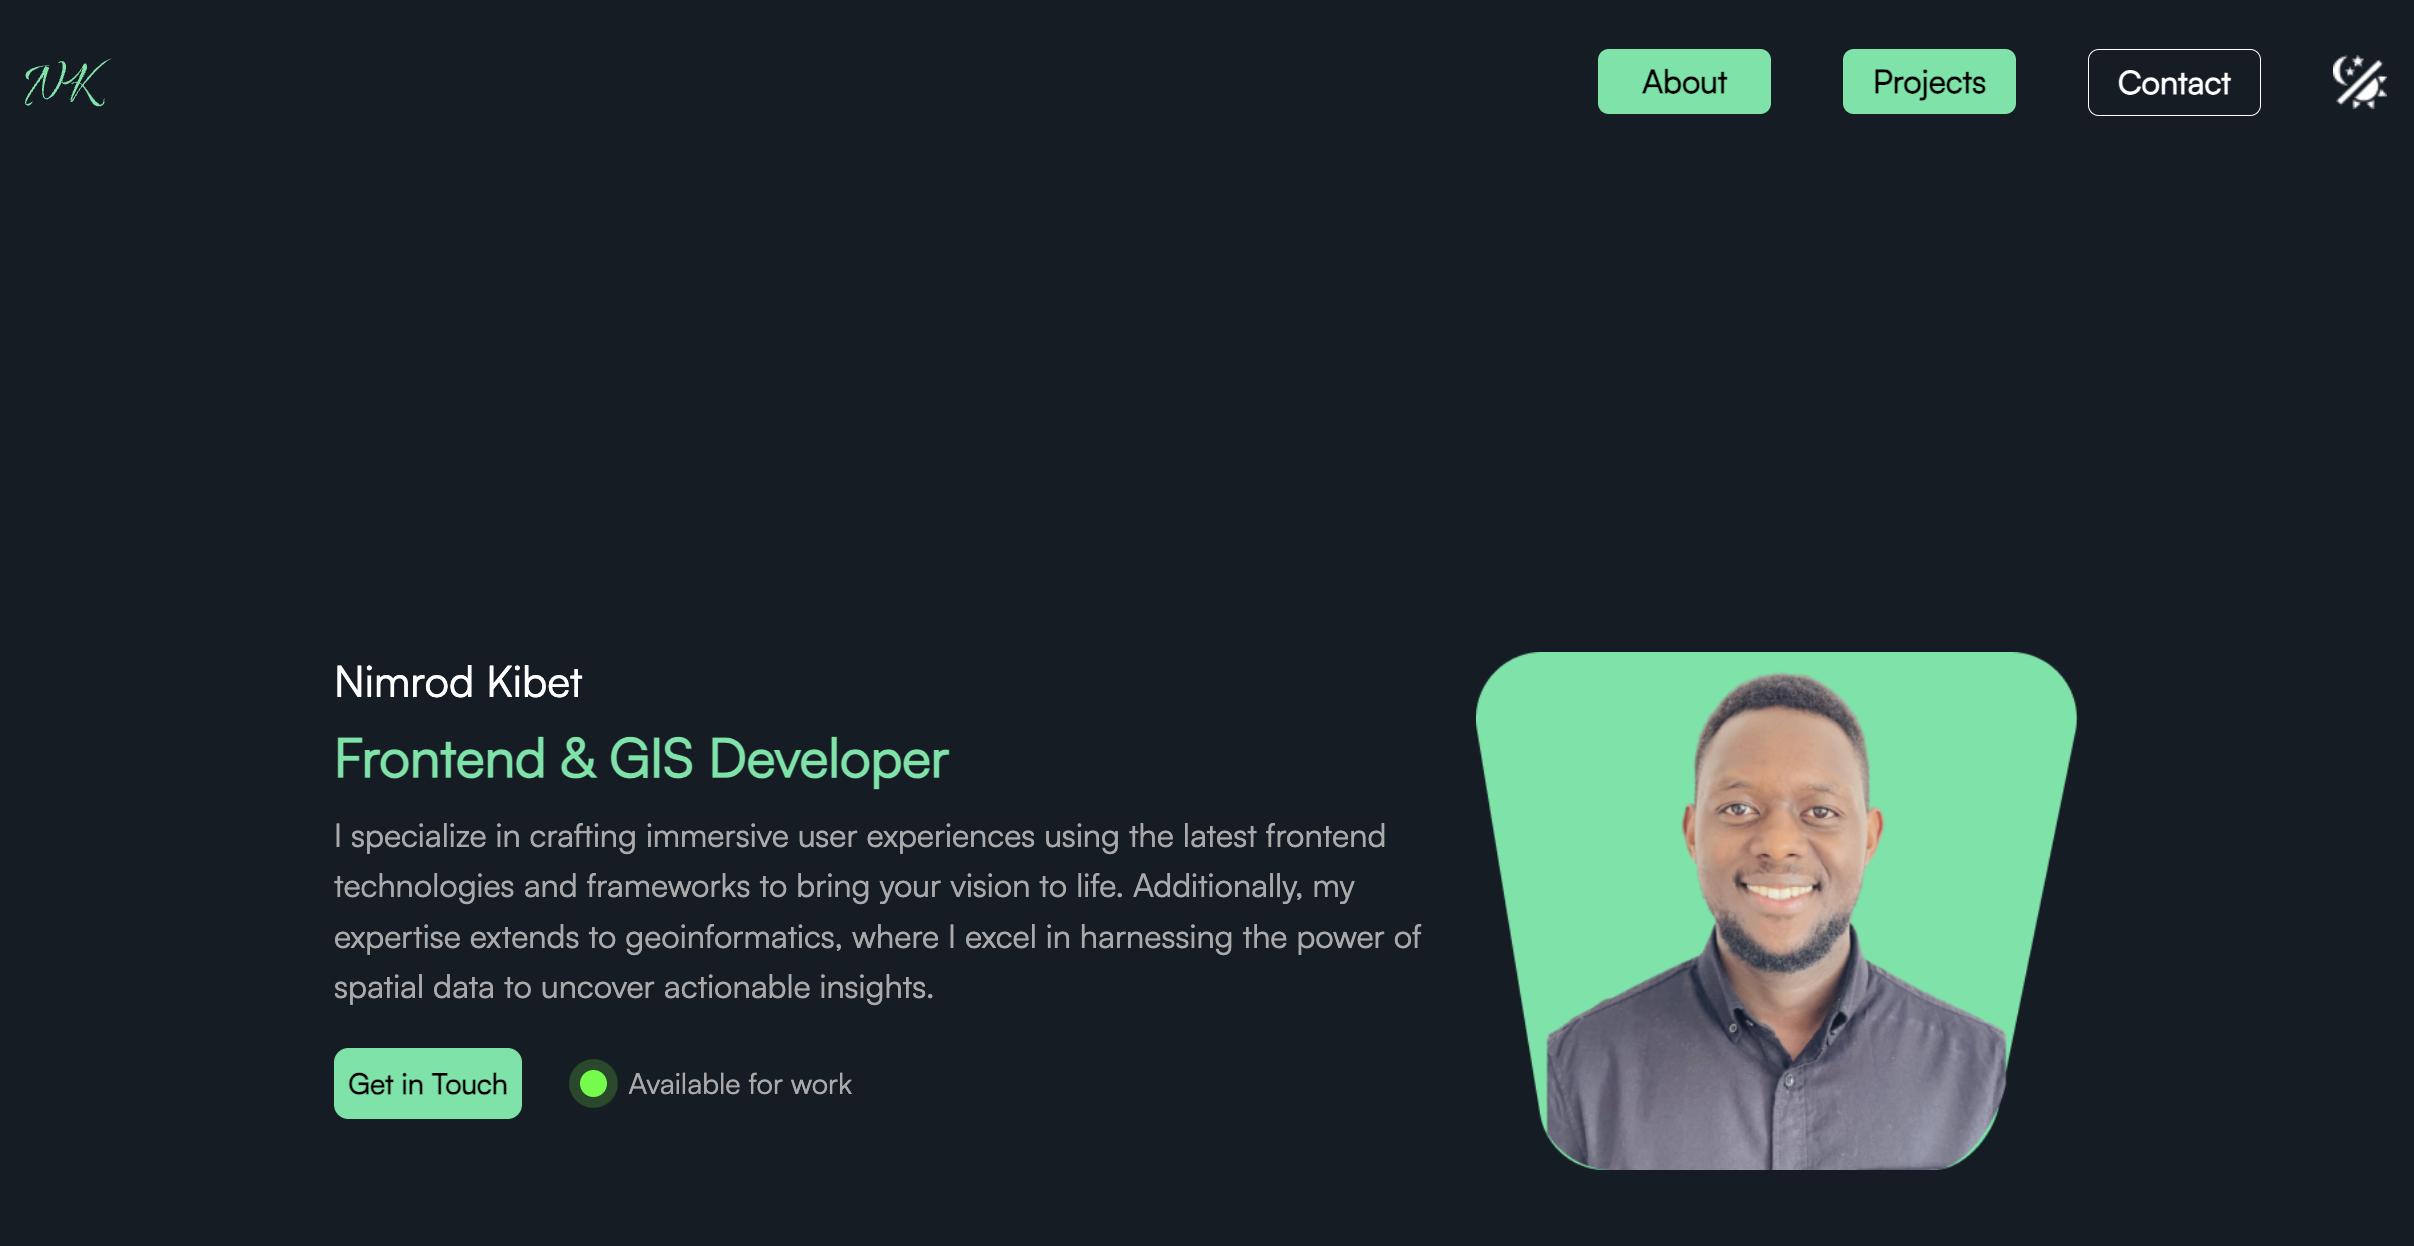 NK
About
Projects
Contact
Nimrod Kibet
Frontend & GIS Developer
I specialize in crafting immersive user experiences using the latest frontend
technologies and frameworks to bring your vision to life. Additionally, my
expertise extends to geoinformatics, where I excel in harnessing the power of
spatial data to uncover actionable insights.
Get in Touch
Available for work